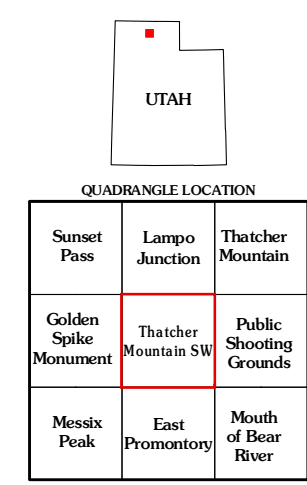 UTAH
QUADRANGLE LOCATION
Sunset
Pass
Lampo
Junction
Thatcher
Mountain
Golden
Spike
Monument
Thatcher
Mountain SW
Public
Shooting
Grounds
Messix
Peak
East
Promontory
Mouth
of Bear
River